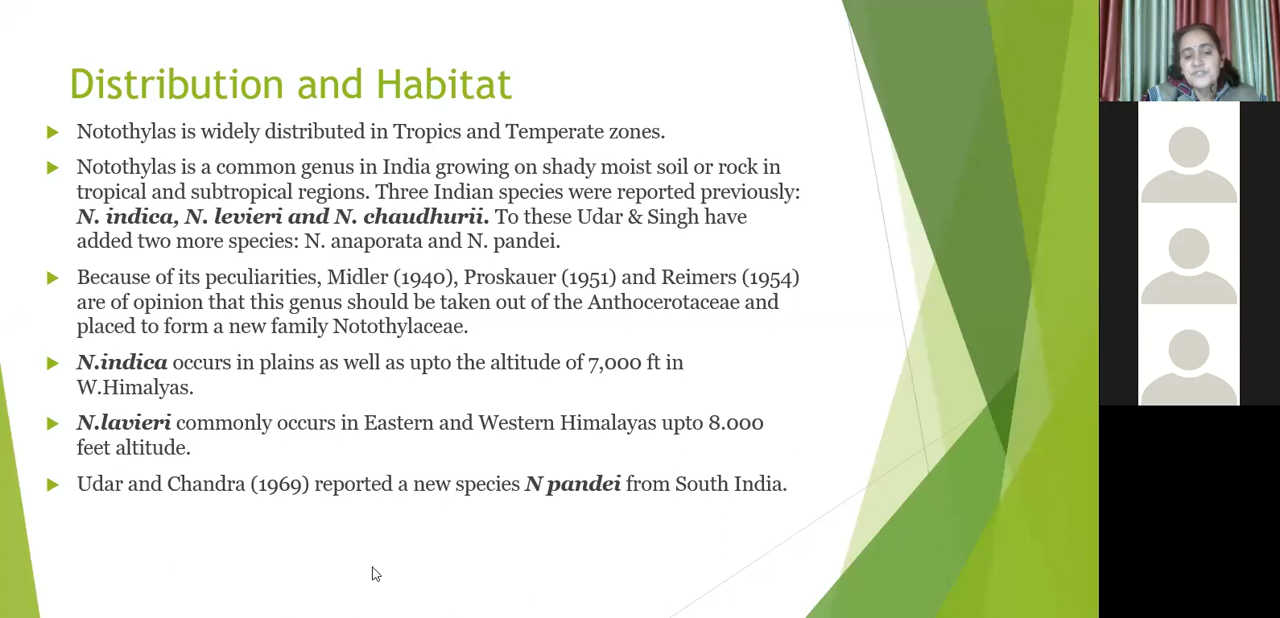 Distribution and Habitat
Notothylas is widely distributed in Tropics and Temperate zones.
Notothylas is a common genus in India growing on shady moist soil or rock in
tropical and subtropical regions. Three Indian species were reported previously:
N. indica, N. levieri and N. chaudhurii. To these Udar & Singh have
added two more species: N. anaporata and N. pandei.
Because of its peculiarities, Midler (1940), Proskauer (1951) and Reimers (1954)
are of opinion that this genus should be taken out of the Anthocerotaceae and
placed to form a new family Notothylaceae.
N.indica occurs in plains as well as upto the altitude of 7,000 ft in
W.Himalyas.
N.lavieri commonly occurs in Eastern and Western Himalayas upto 8.000
feet altitude.
Udar and Chandra (1969) reported a new species N pandei from South India.